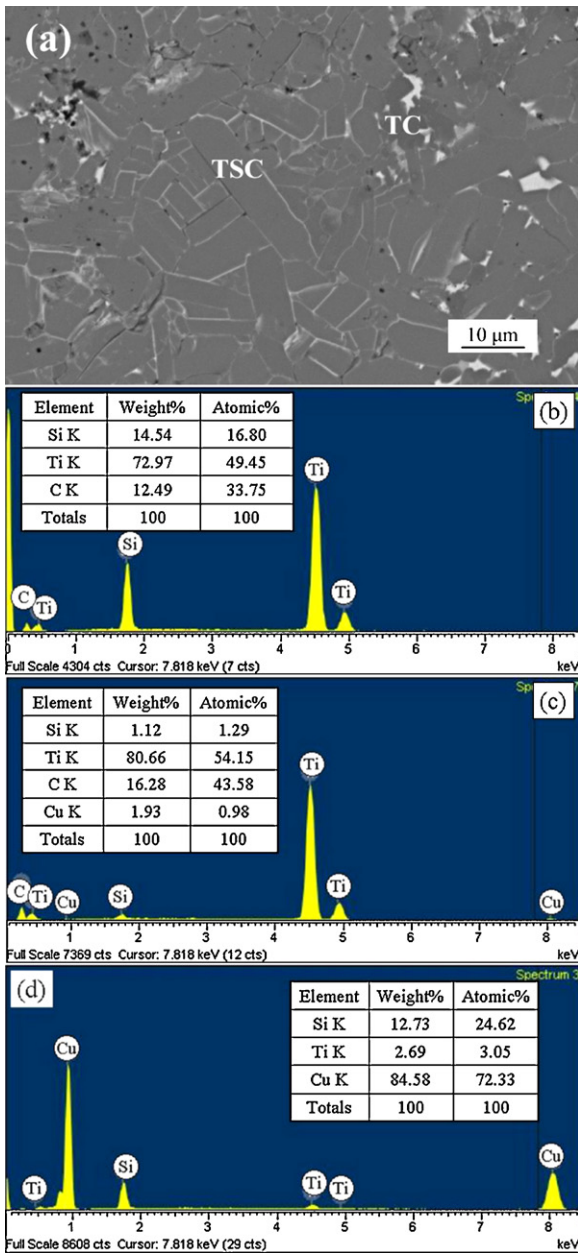 (a)
TC
TSC
10 μm
(b)
Element Weight% Atomic%
Si K 14.54 16.80
Ti K 72.97 49.45
C K 12.49 33.75
Totals 100 100
Ti
Si
Ti
C
Ti
0 1 2 3 4 5 6 7 8
Full Scale 4304 cts Cursor: 7.818 keV (7 cts) keV
(c)
Element Weight% Atomic%
Si K 1.12 1.29
Ti K 80.66 54.15
C K 16.28 43.58
Cu K 1.93 0.98
Totals 100 100
Ti
C Ti Cu Si Ti Cu
1 2 3 4 5 6 7 8
Full Scale 7369 cts Cursor: 7.818 keV (12 cts) keV
(d)
Spectrum 3
Element Weight% Atomic%
Si K 12.73 24.62
Ti K 2.69 3.05
Cu K 84.58 72.33
Totals 100 100
Cu
Ti Si Ti Ti Cu
1 2 3 4 5 6 7 8
Full Scale 8608 cts Cursor: 7.818 keV (29 cts) keV